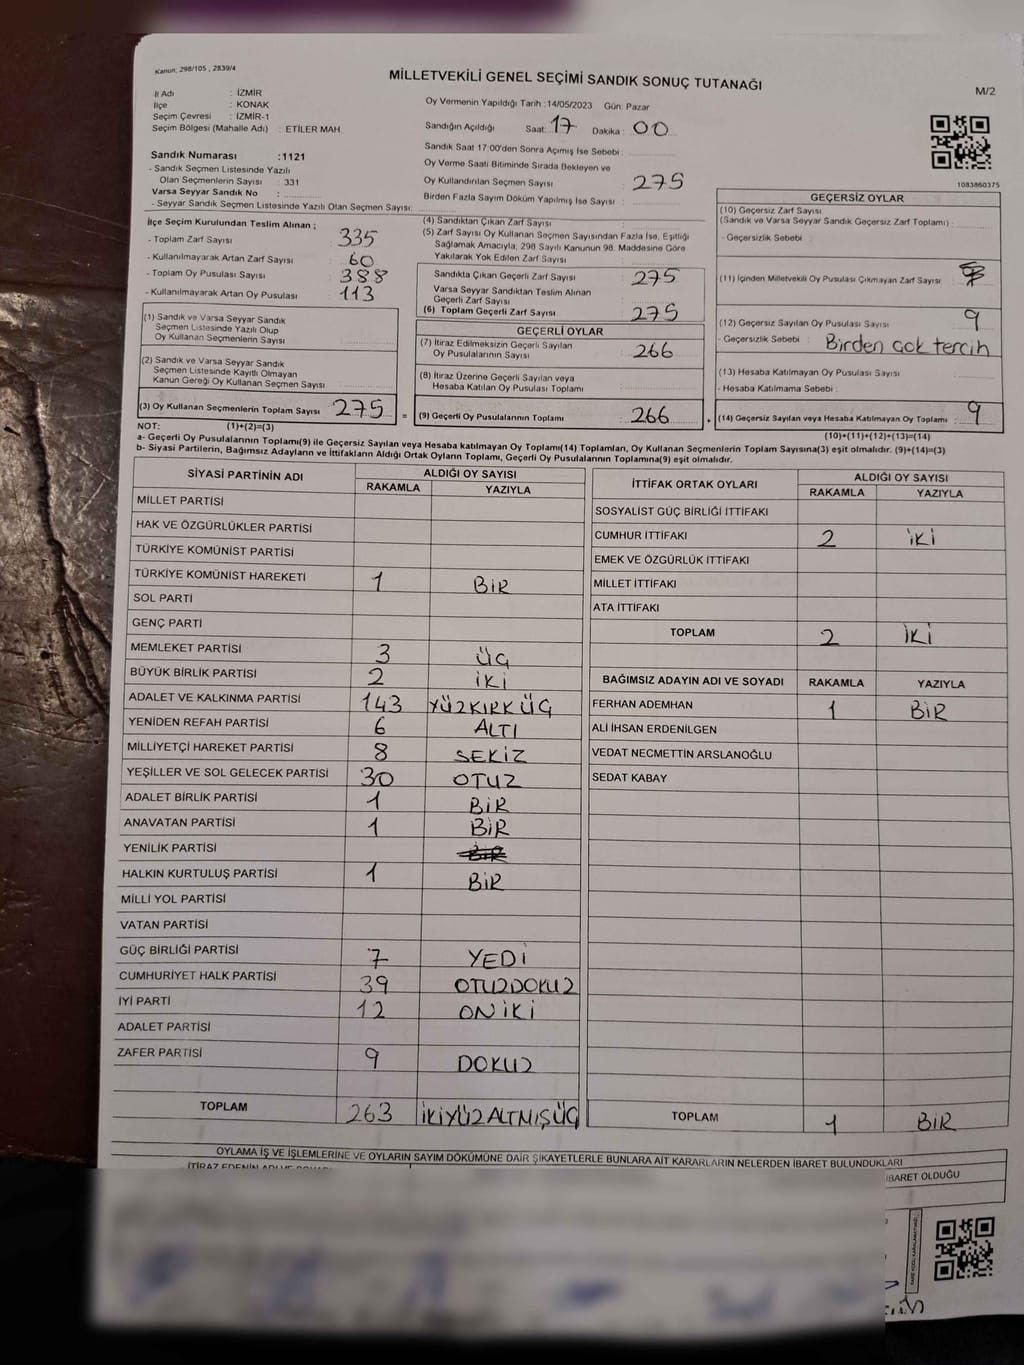 Kanun: 298/105, 2839/4
MİLLETVEKİLİ GENEL SEÇİMİ SANDIK SONUÇ TUTANAĞI
M/2
İl Adı : İZMİR
İlçe : KONAK
Seçim Çevresi : İZMİR-1
Seçim Bölgesi (Mahalle Adı) : ETİLER MAH.
Oy Vermenin Yapıldığı Tarih :14/05/2023 Gün: Pazar
Sandığın Açıldığı Saat: 17 Dakika: 00
Sandık Saat 17:00'den Sonra Açımış İse Sebebi :
Oy Verme Saati Bitiminde Sırada Bekleyen ve
Oy Kullandırılan Seçmen Sayısı : 275
Birden Fazla Sayım Döküm Yapılmış İse Sayısı :
1083860375
Sandık Numarası :1121
- Sandık Seçmen Listesinde Yazılı
Olan Seçmenlerin Sayısı : 331
Varsa Seyyar Sandık No :
- Seyyar Sandık Seçmen Listesinde Yazılı Olan Seçmen Sayısı:
İlçe Seçim Kurulundan Teslim Alınan ;
- Toplam Zarf Sayısı : 335
- Kullanılmayarak Artan Zarf Sayısı : 60
- Toplam Oy Pusulası Sayısı : 388
- Kullanılmayarak Artan Oy Pusulası : 113
(1) Sandık ve Varsa Seyyar Sandık
Seçmen Listesinde Yazılı Olup
Oy Kullanan Seçmenlerin Sayısı :
(2) Sandık ve Varsa Seyyar Sandık
Seçmen Listesinde Kayıtlı Olmayan
Kanun Gereği Oy Kullanan Seçmen Sayısı
(3) Oy Kullanan Seçmenlerin Toplam Sayısı : 275 =
(4) Sandıktan Çıkan Zarf Sayısı :
(5) Zarf Sayısı Oy Kullanan Seçmen Sayısından Fazla İse, Eşitliği
Sağlamak Amacıyla, 298 Sayılı Kanunun 98. Maddesine Göre
Yakılarak Yok Edilen Zarf Sayısı :
Sandıkta Çıkan Geçerli Zarf Sayısı : 275
Varsa Seyyar Sandıktan Teslim Alınan
Geçerli Zarf Sayısı :
(6) Toplam Geçerli Zarf Sayısı : 275
GEÇERLİ OYLAR
(7) İtiraz Edilmeksizin Geçerli Sayılan
Oy Pusulalarının Sayısı : 266
(8) İtiraz Üzerine Geçerli Sayılan veya
Hesaba Katılan Oy Pusulası Toplamı :
(9) Geçerli Oy Pusulalarının Toplamı : 266 +
GEÇERSİZ OYLAR
(10) Geçersiz Zarf Sayısı
(Sandık ve Varsa Seyyar Sandık Geçersiz Zarf Toplamı) :
- Geçersizlik Sebebi :
(11) İçinden Milletvekili Oy Pusulası Çıkmayan Zarf Sayısı :
(12) Geçersiz Sayılan Oy Pusulası Sayısı : 9
- Geçersizlik Sebebi : Birden çok tercih
(13) Hesaba Katılmayan Oy Pusulası Sayısı :
- Hesaba Katılmama Sebebi :
(14) Geçersiz Sayılan veya Hesaba Katılmayan Oy Toplamı : 9
NOT: (1)+(2)=(3)
(10)+(11)+(12)+(13)=(14)
a- Geçerli Oy Pusulalarının Toplamı(9) ile Geçersiz Sayılan veya Hesaba katılmayan Oy Toplamı(14) Toplamları, Oy Kullanan Seçmenlerin Toplam Sayısına(3) eşit olmalıdır. (9)+(14)=(3)
b- Siyasi Partilerin, Bağımsız Adayların ve İttifakların Aldığı Ortak Oyların Toplamı, Geçerli Oy Pusulalarının Toplamına(9) eşit olmalıdır.
SİYASİ PARTİNİN ADI ALDIĞI OY SAYISI
RAKAMLA YAZIYLA
MİLLET PARTİSİ
HAK VE ÖZGÜRLÜKLER PARTİSİ
TÜRKİYE KOMÜNİST PARTİSİ
TÜRKİYE KOMÜNİST HAREKETİ 1 BİR
SOL PARTİ
GENÇ PARTİ
MEMLEKET PARTİSİ 3 ÜÇ
BÜYÜK BİRLİK PARTİSİ 2 İKİ
ADALET VE KALKINMA PARTİSİ 143 YÜZKIRKÜÇ
YENİDEN REFAH PARTİSİ 6 ALTI
MİLLİYETÇİ HAREKET PARTİSİ 8 SEKİZ
YEŞİLLER VE SOL GELECEK PARTİSİ 30 OTUZ
ADALET BİRLİK PARTİSİ 1 BİR
ANAVATAN PARTİSİ 1 BİR
YENİLİK PARTİSİ
HALKIN KURTULUŞ PARTİSİ 1 BİR
MİLLİ YOL PARTİSİ
VATAN PARTİSİ
GÜÇ BİRLİĞİ PARTİSİ 7 YEDİ
CUMHURİYET HALK PARTİSİ 39 OTUZDOKUZ
İYİ PARTİ 12 ONİKİ
ADALET PARTİSİ
ZAFER PARTİSİ 9 DOKUZ
TOPLAM 263 İKİYÜZALTMIŞÜÇ
İTTİFAK ORTAK OYLARI ALDIĞI OY SAYISI
RAKAMLA YAZIYLA
SOSYALİST GÜÇ BİRLİĞİ İTTİFAKI
CUMHUR İTTİFAKI 2 İKİ
EMEK VE ÖZGÜRLÜK İTTİFAKI
MİLLET İTTİFAKI
ATA İTTİFAKI
TOPLAM 2 İKİ
BAĞIMSIZ ADAYIN ADI VE SOYADI RAKAMLA YAZIYLA
FERHAN ADEMHAN 1 BİR
ALİ İHSAN ERDENİLGEN
VEDAT NECMETTİN ARSLANOĞLU
SEDAT KABAY
TOPLAM 1 BİR
OYLAMA İŞ VE İŞLEMLERİNE VE OYLARIN SAYIM DÖKÜMÜNE DAİR ŞİKAYETLERLE BUNLARA AİT KARARLARIN NELERDEN İBARET BULUNDUKLARI
İBARET OLDUĞU